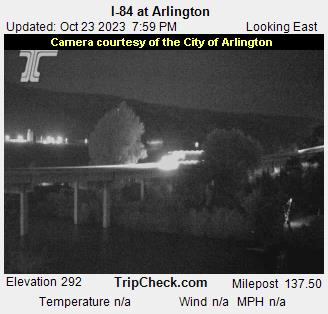 I-84 at Arlington
Updated: Oct 23 2023 7:59 PM Looking East
Camera courtesy of the City of Arlington
Elevation 292 TripCheck.com Milepost 137.50
Temperature n/a Wind n/a MPH n/a